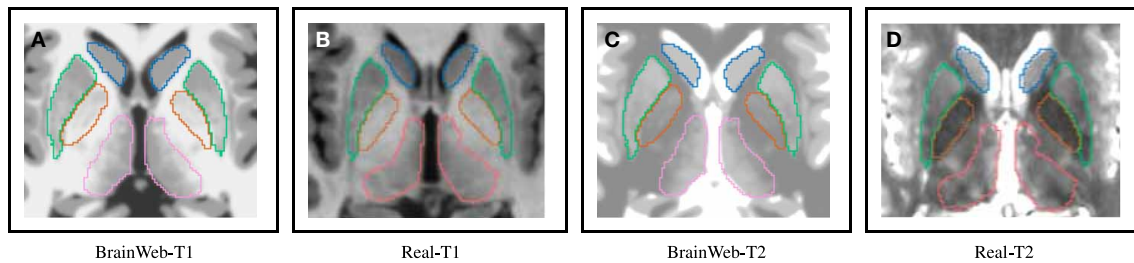 A
B
C
D
BrainWeb-T1
Real-T1
BrainWeb-T2
Real-T2